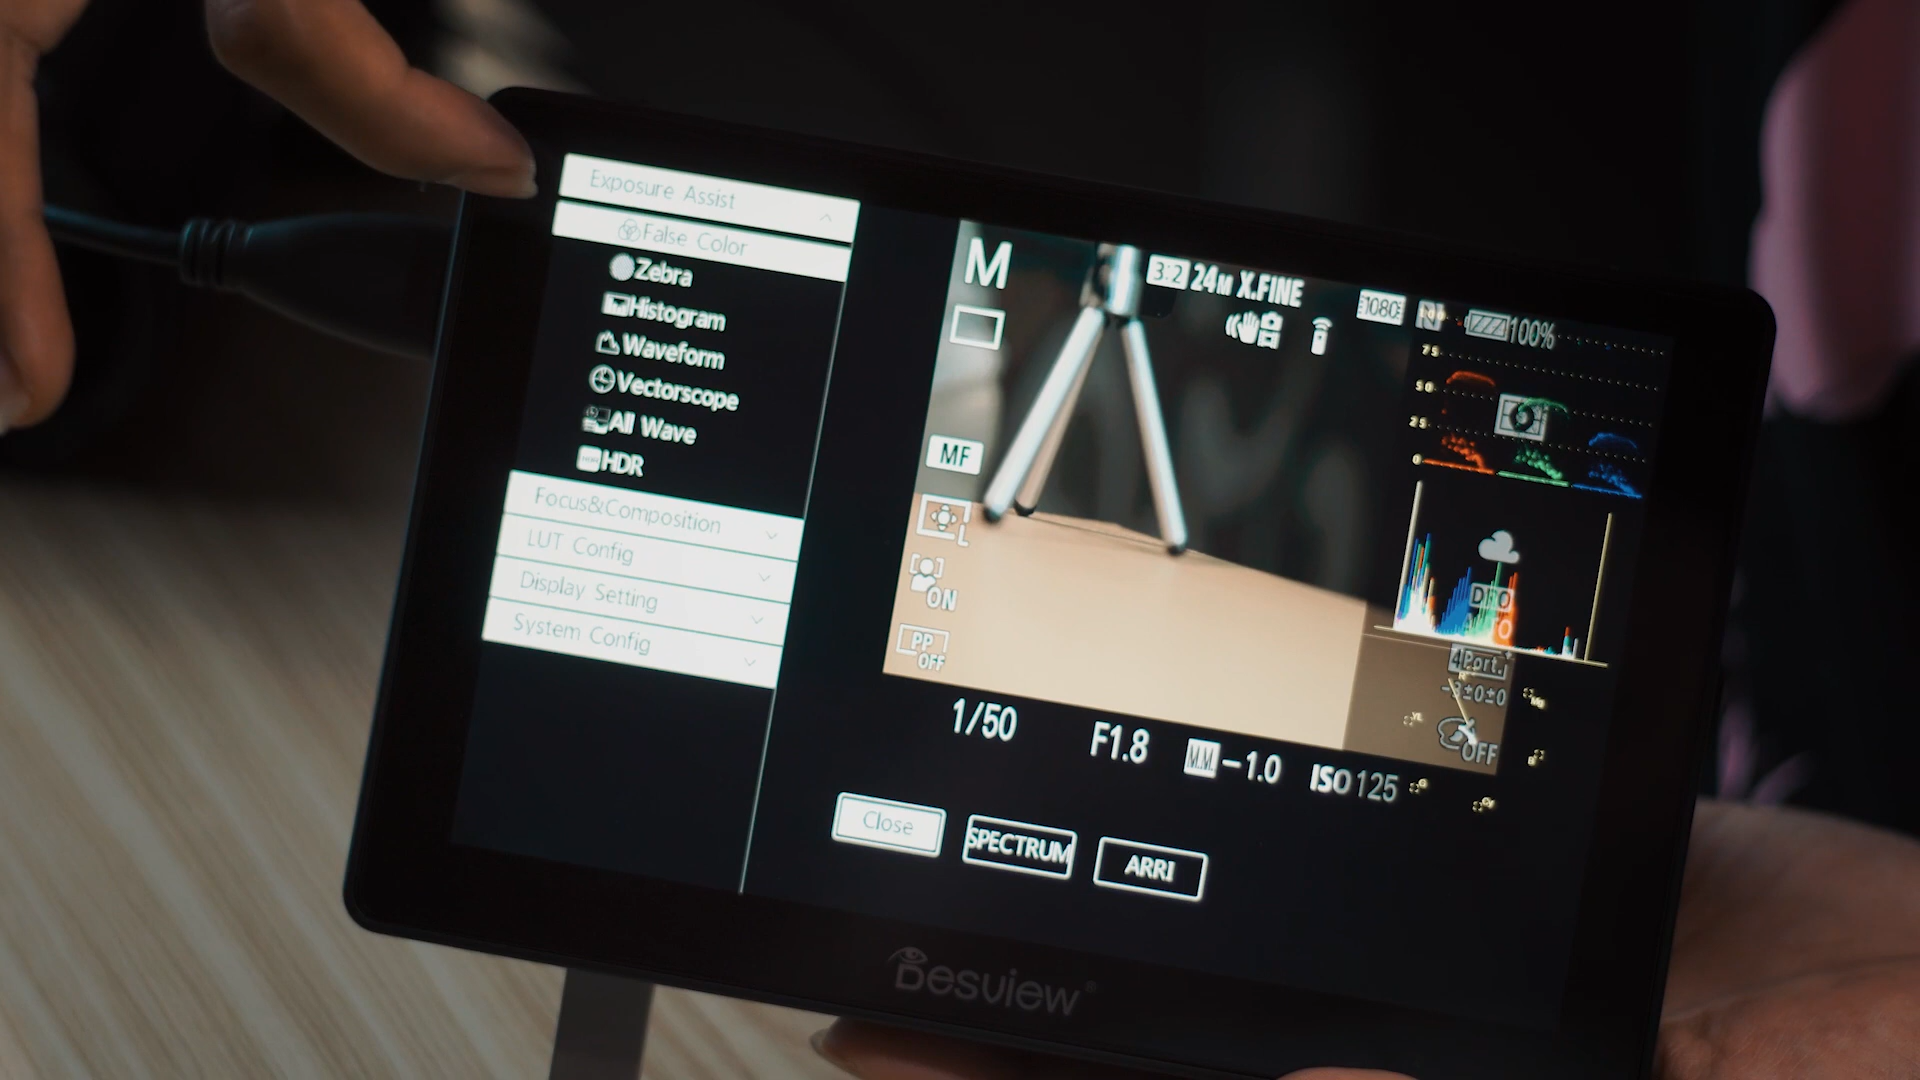 Exposure Assist
False Color
Zebra
Histogram
Waveform
Vectorscope
All Wave
HDR
Focus&Composition
LUT Config
Display Setting
System Config
M
3:2 24M X.FINE
1080
100%
75
50
25
0
MF
L
ON
PP
OFF
Port.
OFF
1/50
F1.8
M.M. -1.0
ISO 125
Close
SPECTRUM
ARRI
Besview®